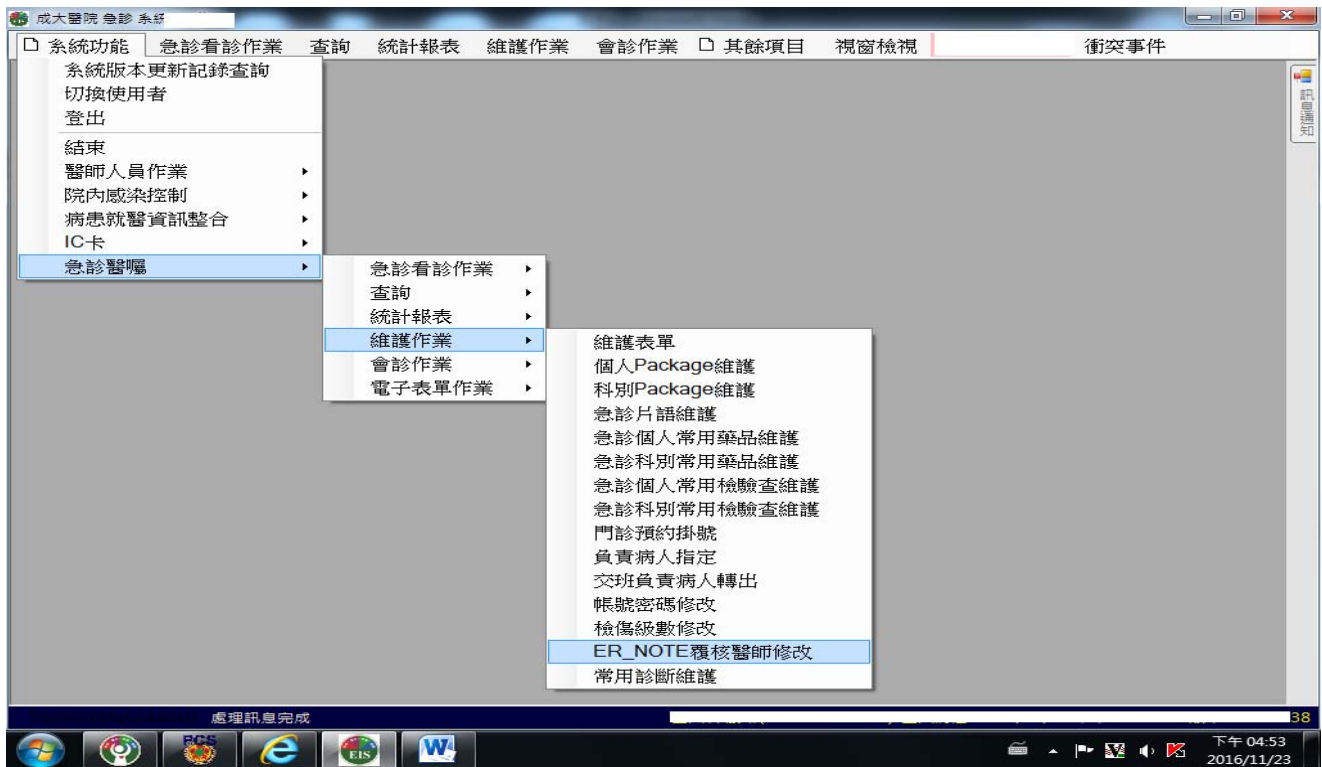 成大醫院 急診 系統
系統功能 急診看診作業 查詢 統計報表 維護作業 會診作業 其餘項目 視窗檢視 衝突事件
系統版本更新記錄查詢
切換使用者
登出
結束
醫師人員作業
院內感染控制
病患就醫資訊整合
IC卡
急診醫囑
急診看診作業
查詢
統計報表
維護作業
會診作業
電子表單作業
維護表單
個人Package維護
科別Package維護
急診片語維護
急診個人常用藥品維護
急診科別常用藥品維護
急診個人常用檢驗查維護
急診科別常用檢驗查維護
門診預約掛號
負責病人指定
交班負責病人轉出
帳號密碼修改
檢傷級數修改
ER_NOTE覆核醫師修改
常用診斷維護
訊息通知
處理訊息完成
38
EIS
W
下午 04:53
2016/11/23